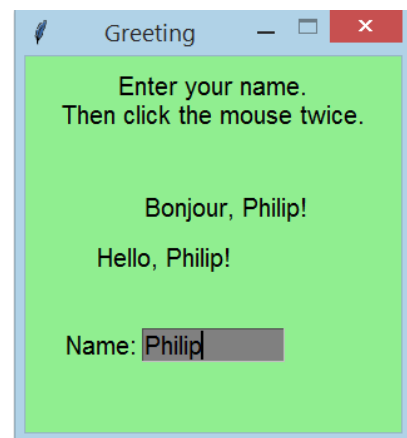 Greeting
Enter your name.
Then click the mouse twice.
Bonjour, Philip!
Hello, Philip!
Name: Philip